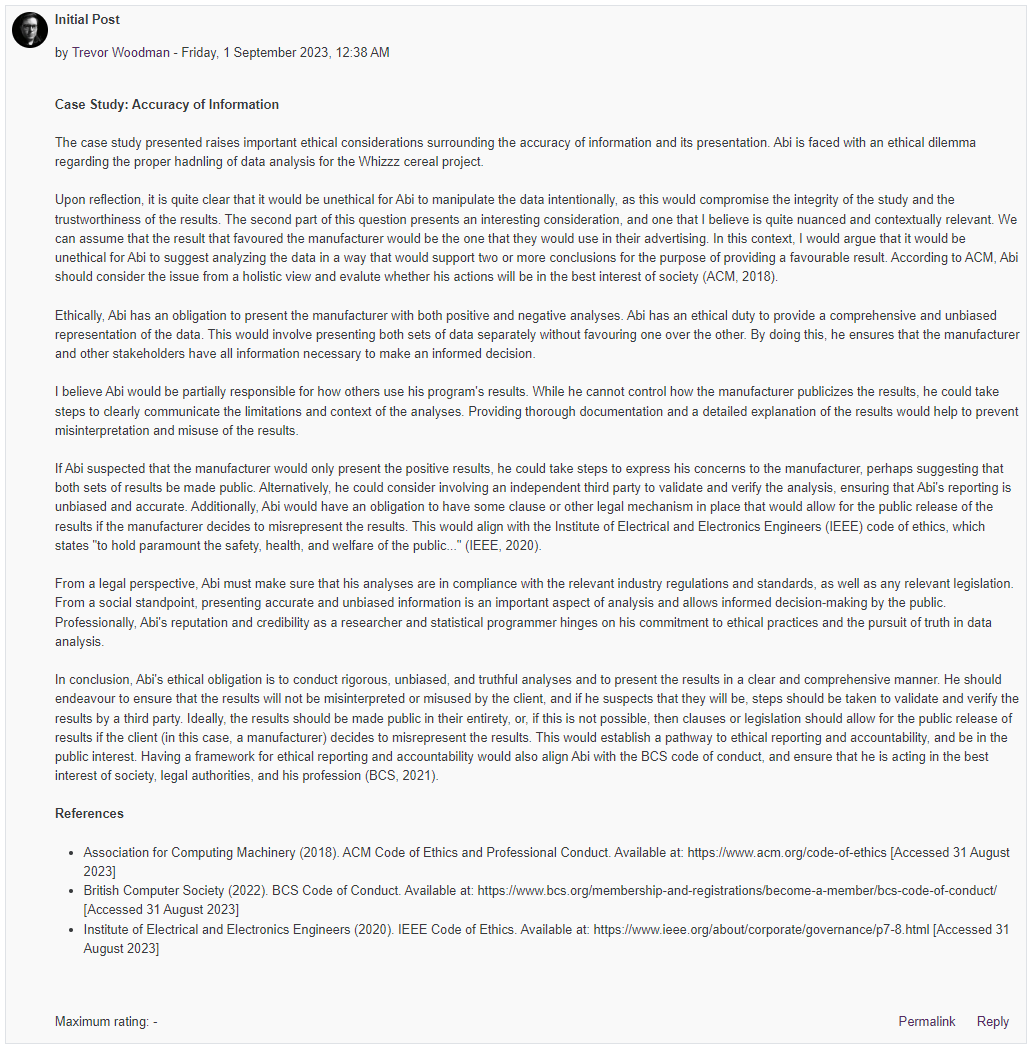 Initial Post
by Trevor Woodman - Friday, 1 September 2023, 12:38 AM
Case Study: Accuracy of Information
The case study presented raises important ethical considerations surrounding the accuracy of information and its presentation. Abi is faced with an ethical dilemma
regarding the proper hadnling of data analysis for the Whizzz cereal project.
Upon reflection, it is quite clear that it would be unethical for Abi to manipulate the data intentionally, as this would compromise the integrity of the study and the
trustworthiness of the results. The second part of this question presents an interesting consideration, and one that I believe is quite nuanced and contextually relevant. We
can assume that the result that favoured the manufacturer would be the one that they would use in their advertising. In this context, I would argue that it would be
unethical for Abi to suggest analyzing the data in a way that would support two or more conclusions for the purpose of providing a favourable result. According to ACM, Abi
should consider the issue from a holistic view and evalute whether his actions will be in the best interest of society (ACM, 2018).
Ethically, Abi has an obligation to present the manufacturer with both positive and negative analyses. Abi has an ethical duty to provide a comprehensive and unbiased
representation of the data. This would involve presenting both sets of data separately without favouring one over the other. By doing this, he ensures that the manufacturer
and other stakeholders have all information necessary to make an informed decision.
I believe Abi would be partially responsible for how others use his program's results. While he cannot control how the manufacturer publicizes the results, he could take
steps to clearly communicate the limitations and context of the analyses. Providing thorough documentation and a detailed explanation of the results would help to prevent
misinterpretation and misuse of the results.
If Abi suspected that the manufacturer would only present the positive results, he could take steps to express his concerns to the manufacturer, perhaps suggesting that
both sets of results be made public. Alternatively, he could consider involving an independent third party to validate and verify the analysis, ensuring that Abi's reporting is
unbiased and accurate. Additionally, Abi would have an obligation to have some clause or other legal mechanism in place that would allow for the public release of the
results if the manufacturer decides to misrepresent the results. This would align with the Institute of Electrical and Electronics Engineers (IEEE) code of ethics, which
states "to hold paramount the safety, health, and welfare of the public..." (IEEE, 2020).
From a legal perspective, Abi must make sure that his analyses are in compliance with the relevant industry regulations and standards, as well as any relevant legislation.
From a social standpoint, presenting accurate and unbiased information is an important aspect of analysis and allows informed decision-making by the public.
Professionally, Abi's reputation and credibility as a researcher and statistical programmer hinges on his commitment to ethical practices and the pursuit of truth in data
analysis.
In conclusion, Abi's ethical obligation is to conduct rigorous, unbiased, and truthful analyses and to present the results in a clear and comprehensive manner. He should
endeavour to ensure that the results will not be misinterpreted or misused by the client, and if he suspects that they will be, steps should be taken to validate and verify the
results by a third party. Ideally, the results should be made public in their entirety, or, if this is not possible, then clauses or legislation should allow for the public release of
results if the client (in this case, a manufacturer) decides to misrepresent the results. This would establish a pathway to ethical reporting and accountability, and be in the
public interest. Having a framework for ethical reporting and accountability would also align Abi with the BCS code of conduct, and ensure that he is acting in the best
interest of society, legal authorities, and his profession (BCS, 2021).
References
• Association for Computing Machinery (2018). ACM Code of Ethics and Professional Conduct. Available at: https://www.acm.org/code-of-ethics [Accessed 31 August
2023]
• British Computer Society (2022). BCS Code of Conduct. Available at: https://www.bcs.org/membership-and-registrations/become-a-member/bcs-code-of-conduct/
[Accessed 31 August 2023]
• Institute of Electrical and Electronics Engineers (2020). IEEE Code of Ethics. Available at: https://www.ieee.org/about/corporate/governance/p7-8.html [Accessed 31
August 2023]
Maximum rating: -
Permalink Reply